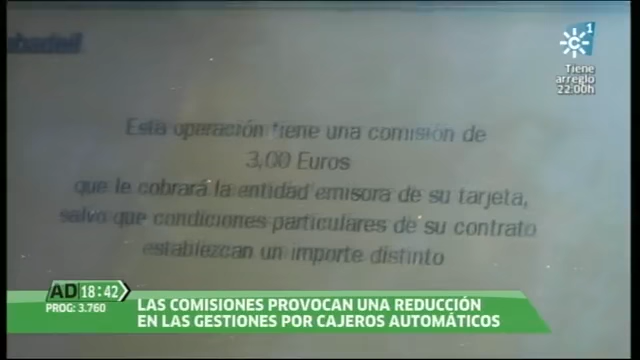 Sabadell
1
Tiene
arreglo
22:00h
Esta operación tiene una comisión de
3,00 Euros
que le cobrará la entidad emisora de su tarjeta,
salvo que condiciones particulares de su contrato
establezcan un importe distinto
AD 18:42
PROG: 3.760
LAS COMISIONES PROVOCAN UNA REDUCCIÓN
EN LAS GESTIONES POR CAJEROS AUTOMÁTICOS